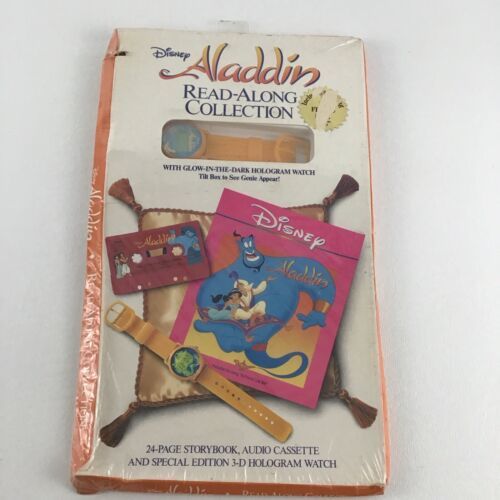 Disney
Aladdin
READ-ALONG
COLLECTION
WITH GLOW-IN-THE-DARK HOLOGRAM WATCH
Tilt Box to See Genie Appear!
Aladdin
Disney
Aladdin
24-PAGE STORYBOOK, AUDIO CASSETTE
AND SPECIAL EDITION 3-D HOLOGRAM WATCH